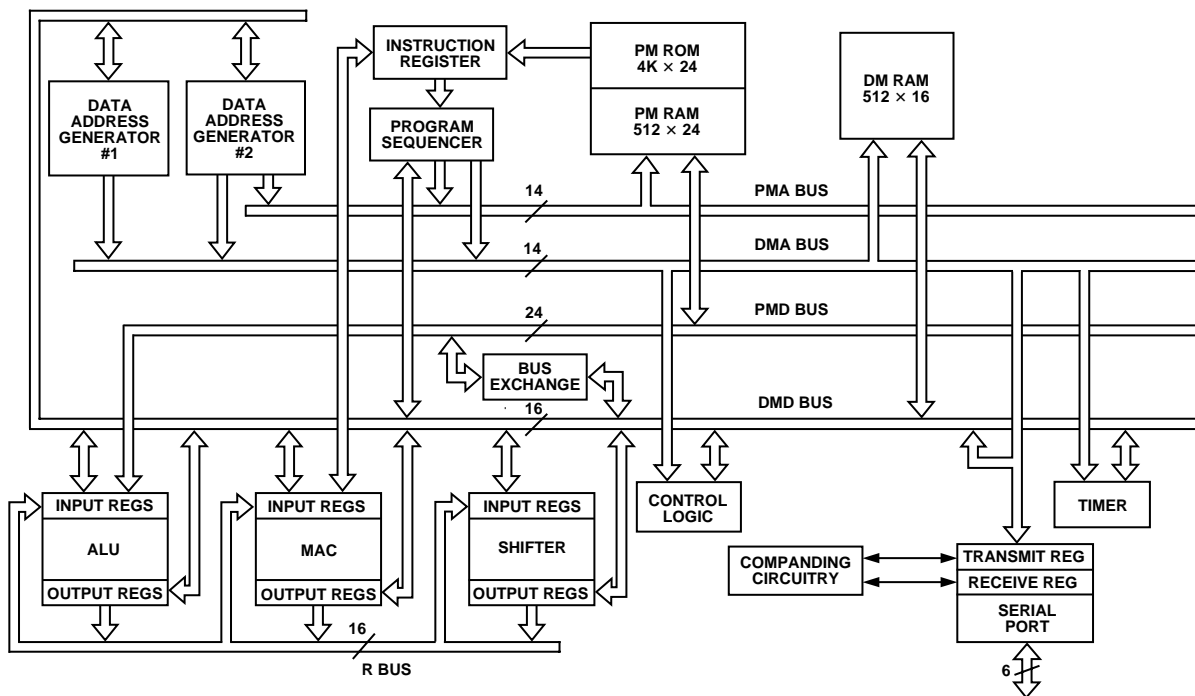 INSTRUCTION
REGISTER
PM ROM
4K × 24
PM RAM
512 × 24
DM RAM
512 × 16
DATA
ADDRESS
GENERATOR
#1
DATA
ADDRESS
GENERATOR
#2
PROGRAM
SEQUENCER
14
PMA BUS
14
DMA BUS
24
PMD BUS
BUS
EXCHANGE
16
DMD BUS
INPUT REGS
ALU
OUTPUT REGS
INPUT REGS
MAC
OUTPUT REGS
INPUT REGS
SHIFTER
OUTPUT REGS
CONTROL
LOGIC
TIMER
COMPANDING
CIRCUITRY
TRANSMIT REG
RECEIVE REG
SERIAL
PORT
16
R BUS
6